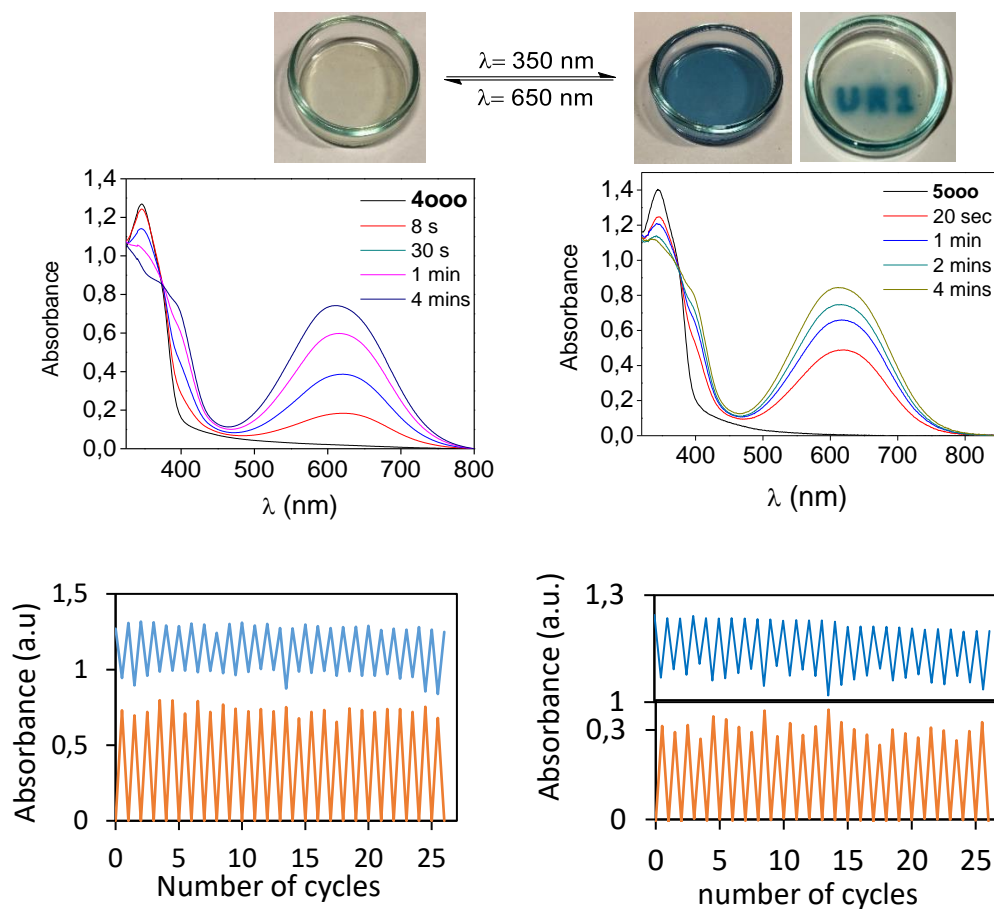 λ= 350 nm
λ= 650 nm
UR1
1,4
1,2
1,0
0,8
0,6
0,4
0,2
0,0
Absorbance
4ooo
8 s
30 s
1 min
4 mins
400 500 600 700 800
λ (nm)
1,4
1,2
1,0
0,8
0,6
0,4
0,2
0,0
Absorbance
5ooo
20 sec
1 min
2 mins
4 mins
400 500 600 700 800
λ (nm)
1,5
1
0,5
0
Absorbance (a.u)
0 5 10 15 20 25
Number of cycles
1,3
1
0,3
0
Absorbance (a.u.)
0 5 10 15 20 25
number of cycles